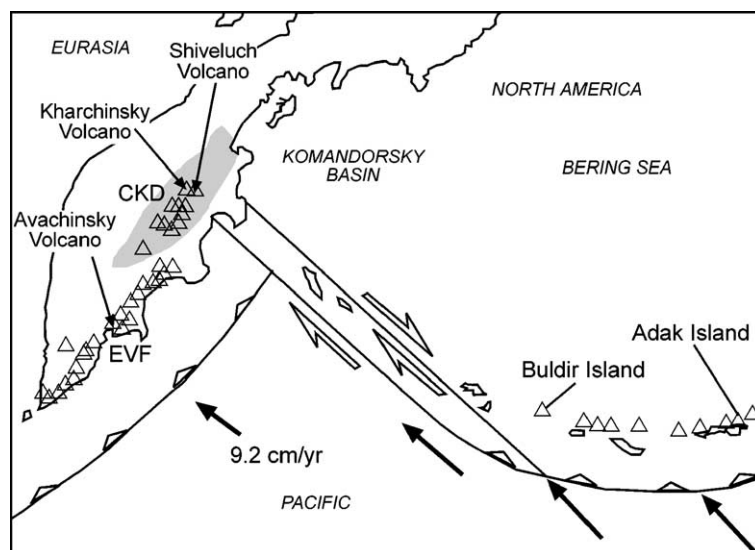 EURASIA
Shiveluch
Volcano
Kharchinsky
Volcano
NORTH AMERICA
KOMANDORSKY
BASIN
BERING SEA
CKD
Avachinsky
Volcano
EVF
Adak Island
Buldir Island
9.2 cm/yr
PACIFIC